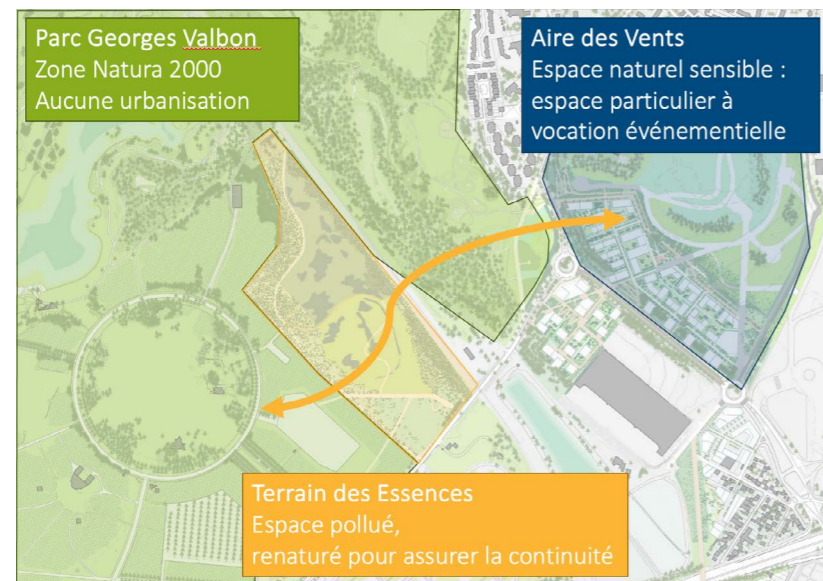 Parc Georges Valbon
Zone Natura 2000
Aucune urbanisation
Aire des Vents
Espace naturel sensible :
espace particulier à
vocation événementielle
Terrain des Essences
Espace pollué,
renaturé pour assurer la continuité